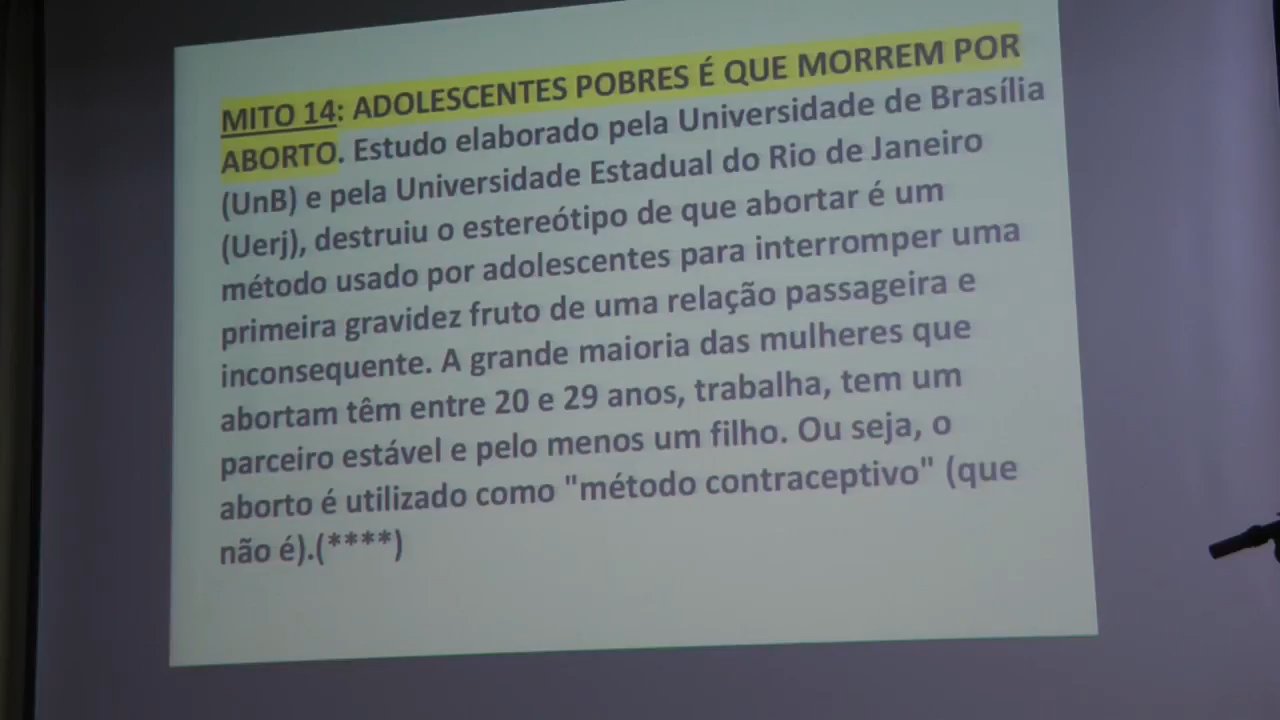 MITO 14: ADOLESCENTES POBRES É QUE MORREM POR
ABORTO. Estudo elaborado pela Universidade de Brasília
(UnB) e pela Universidade Estadual do Rio de Janeiro
(Uerj), destruiu o estereótipo de que abortar é um
método usado por adolescentes para interromper uma
primeira gravidez fruto de uma relação passageira e
inconsequente. A grande maioria das mulheres que
abortam têm entre 20 e 29 anos, trabalha, tem um
parceiro estável e pelo menos um filho. Ou seja, o
aborto é utilizado como "método contraceptivo" (que
não é).(****)